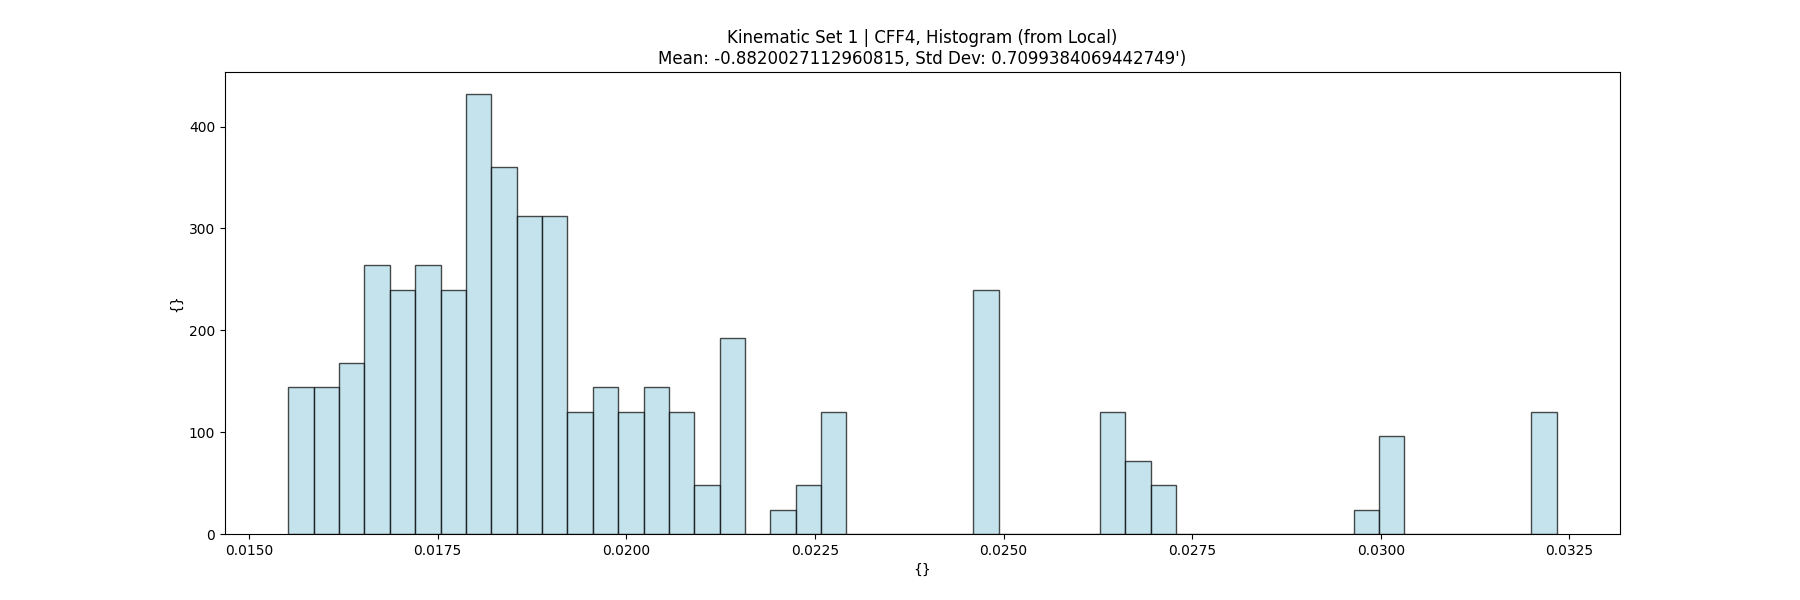 Kinematic Set 1 | CFF4, Histogram (from Local)
Mean: -0.8820027112960815, Std Dev: 0.7099384069442749')
400
300
200
100
0
{}
0.0150 0.0175 0.0200 0.0225 0.0250 0.0275 0.0300 0.0325
{}